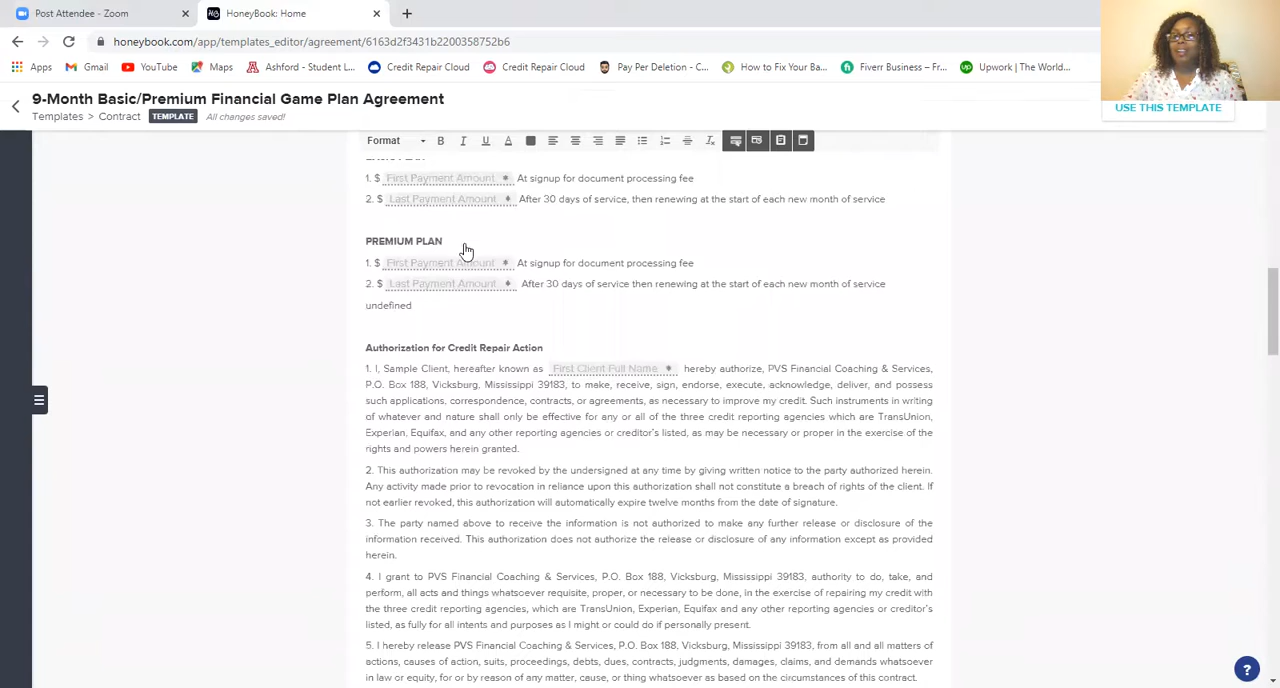 Post Attendee - Zoom
HoneyBook: Home
honeybook.com/app/templates_editor/agreement/6163d2f3431b2200358752b6
Apps
Gmail
YouTube
Maps
Ashford - Student L...
Credit Repair Cloud
Credit Repair Cloud
Pay Per Deletion - C...
How to Fix Your Ba...
Fiverr Business – Fr...
Upwork | The World...
9-Month Basic/Premium Financial Game Plan Agreement
Templates > Contract TEMPLATE All changes saved!
USE THIS TEMPLATE
Format B I U A
BASIC PLAN
1. $ First Payment Amount At signup for document processing fee
2. $ Last Payment Amount After 30 days of service, then renewing at the start of each new month of service
PREMIUM PLAN
1. $ First Payment Amount At signup for document processing fee
2. $ Last Payment Amount After 30 days of service then renewing at the start of each new month of service
undefined
Authorization for Credit Repair Action
1. I, Sample Client, hereafter known as First Client Full Name hereby authorize, PVS Financial Coaching & Services,
P.O. Box 188, Vicksburg, Mississippi 39183, to make, receive, sign, endorse, execute, acknowledge, deliver, and possess
such applications, correspondence, contracts, or agreements, as necessary to improve my credit. Such instruments in writing
of whatever and nature shall only be effective for any or all of the three credit reporting agencies which are TransUnion,
Experian, Equifax, and any other reporting agencies or creditor's listed, as may be necessary or proper in the exercise of the
rights and powers herein granted.
2. This authorization may be revoked by the undersigned at any time by giving written notice to the party authorized herein.
Any activity made prior to revocation in reliance upon this authorization shall not constitute a breach of rights of the client. If
not earlier revoked, this authorization will automatically expire twelve months from the date of signature.
3. The party named above to receive the information is not authorized to make any further release or disclosure of the
information received. This authorization does not authorize the release or disclosure of any information except as provided
herein.
4. I grant to PVS Financial Coaching & Services, P.O. Box 188, Vicksburg, Mississippi 39183, authority to do, take, and
perform, all acts and things whatsoever requisite, proper, or necessary to be done, in the exercise of repairing my credit with
the three credit reporting agencies, which are TransUnion, Experian, Equifax and any other reporting agencies or creditor's
listed, as fully for all intents and purposes as I might or could do if personally present.
5. I hereby release PVS Financial Coaching & Services, P.O. Box 188, Vicksburg, Mississippi 39183, from all and all matters of
actions, causes of action, suits, proceedings, debts, dues, contracts, judgments, damages, claims, and demands whatsoever
in law or equity, for or by reason of any matter, cause, or thing whatsoever as based on the circumstances of this contract.
?